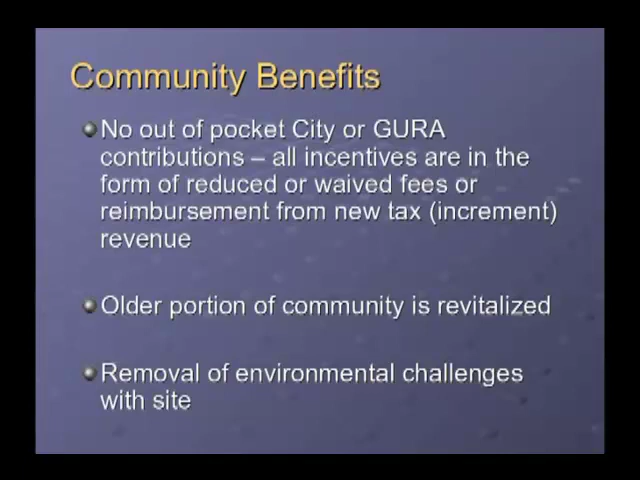 Community Benefits
No out of pocket City or GURA
contributions – all incentives are in the
form of reduced or waived fees or
reimbursement from new tax (increment)
revenue
Older portion of community is revitalized
Removal of environmental challenges
with site